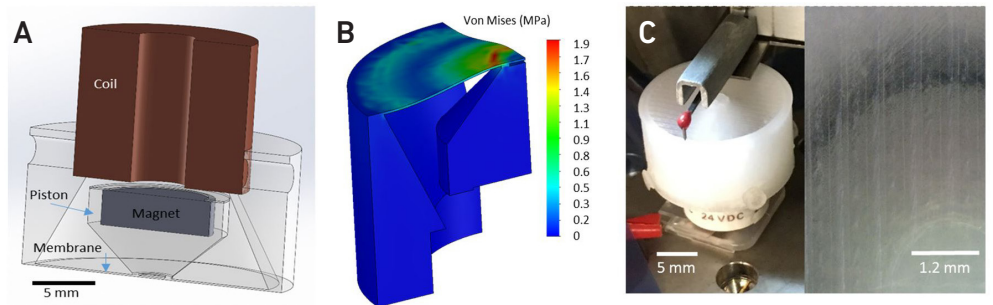 A
Coil
Piston
Magnet
Membrane
5 mm
B
Von Mises (MPa)
1.9
1.7
1.6
1.4
1.3
1.1
0.9
0.8
0.6
0.5
0.3
0.2
0
C
24 VDC
5 mm
1.2 mm